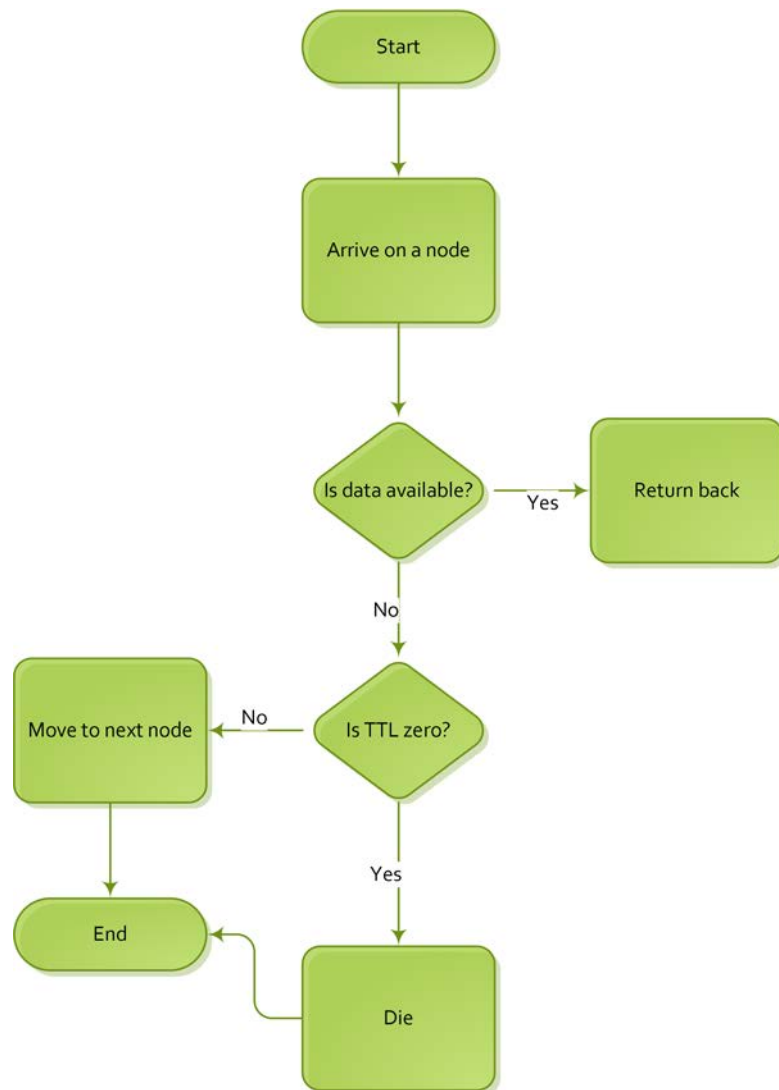 Start
Arrive on a node
Is data available?
Yes
Return back
No
Move to next node
No
Is TTL zero?
Yes
End
Die